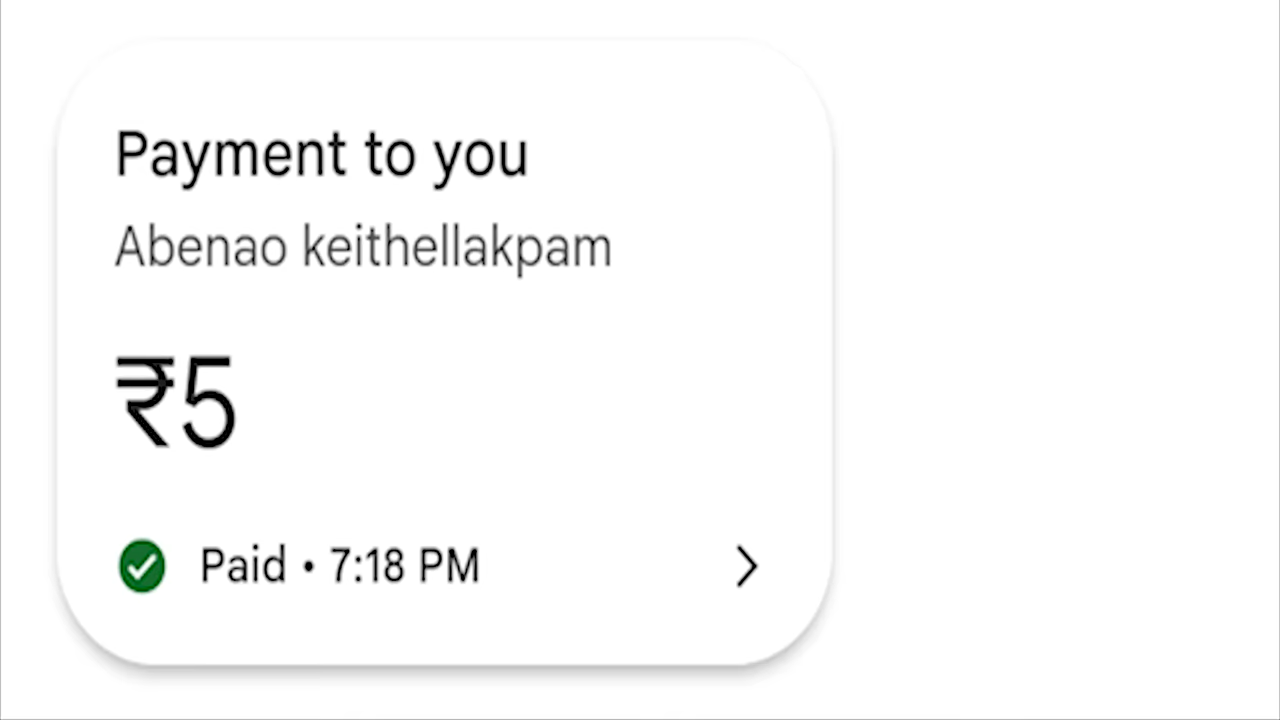 Payment to you
Abenao keithellakpam
₹5
Paid • 7:18 PM